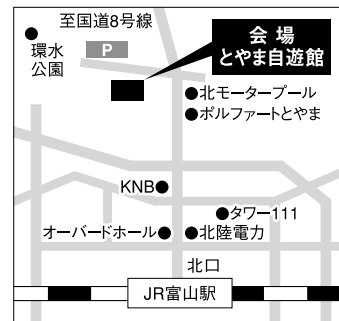 至国道8号線
環水
公園
P
会場
とやま自遊館
●北モータープール
●ポルファートとやま
KNB●
●タワー111
オーバードホール●
●北陸電力
北口
JR富山駅